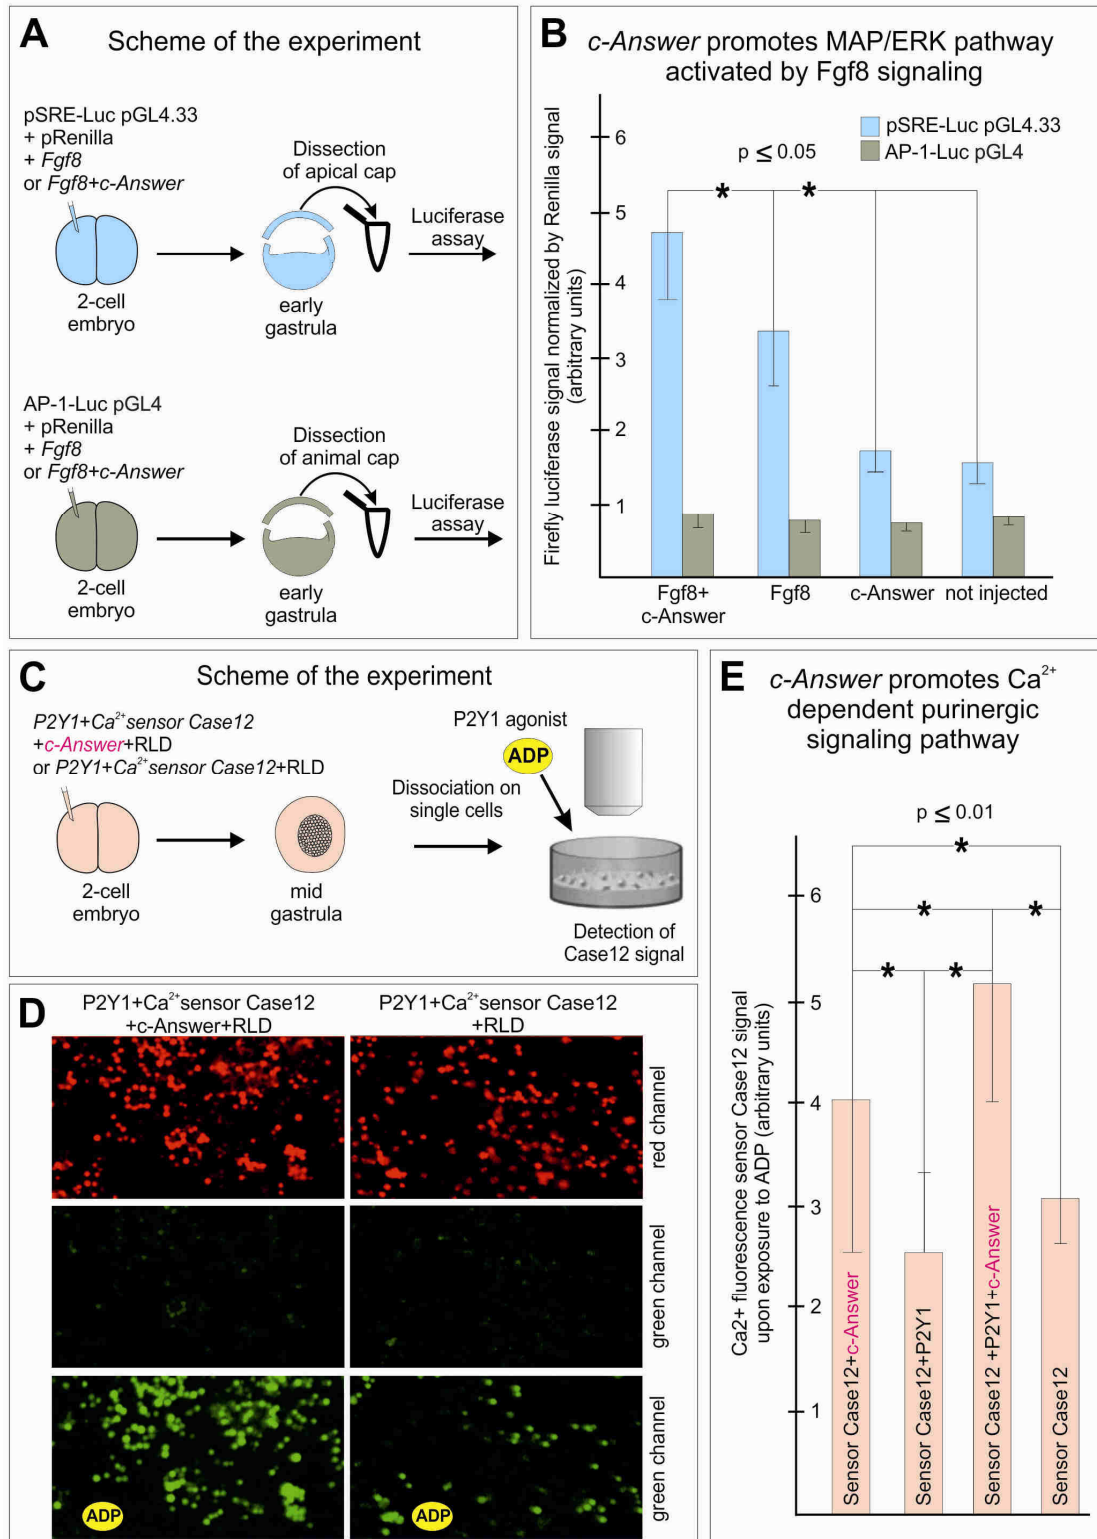 A
Scheme of the experiment
pSRE-Luc pGL4.33
+ pRenilla
+ Fgf8
or Fgf8+c-Answer
Dissection
of apical cap
Luciferase
assay
2-cell
embryo
early
gastrula
AP-1-Luc pGL4
+ pRenilla
+ Fgf8
or Fgf8+c-Answer
Dissection
of animal cap
Luciferase
assay
2-cell
embryo
early
gastrula
B
c-Answer promotes MAP/ERK pathway
activated by Fgf8 signaling
Firefly luciferase signal normalized by Renilla signal
(arbitrary units)
6
5
4
3
2
1
pSRE-Luc pGL4.33
AP-1-Luc pGL4
p ≤ 0.05
* *
Fgf8+
c-Answer
Fgf8
c-Answer
not injected
C
Scheme of the experiment
P2Y1+Ca²⁺sensor Case12
+c-Answer+RLD
or P2Y1+Ca²⁺sensor Case12+RLD
2-cell
embryo
mid
gastrula
Dissociation on
single cells
P2Y1 agonist
ADP
Detection of
Case12 signal
D
P2Y1+Ca²⁺sensor Case12
+c-Answer+RLD
P2Y1+Ca²⁺sensor Case12
+RLD
red channel
green channel
green channel
ADP
ADP
E
c-Answer promotes Ca²⁺
dependent purinergic
signaling pathway
p ≤ 0.01
*
* *
* *
Ca2+ fluorescence sensor Case12 signal
upon exposure to ADP (arbitrary units)
6
5
4
3
2
1
Sensor Case12+c-Answer
Sensor Case12+P2Y1
Sensor Case12 +P2Y1+c-Answer
Sensor Case12